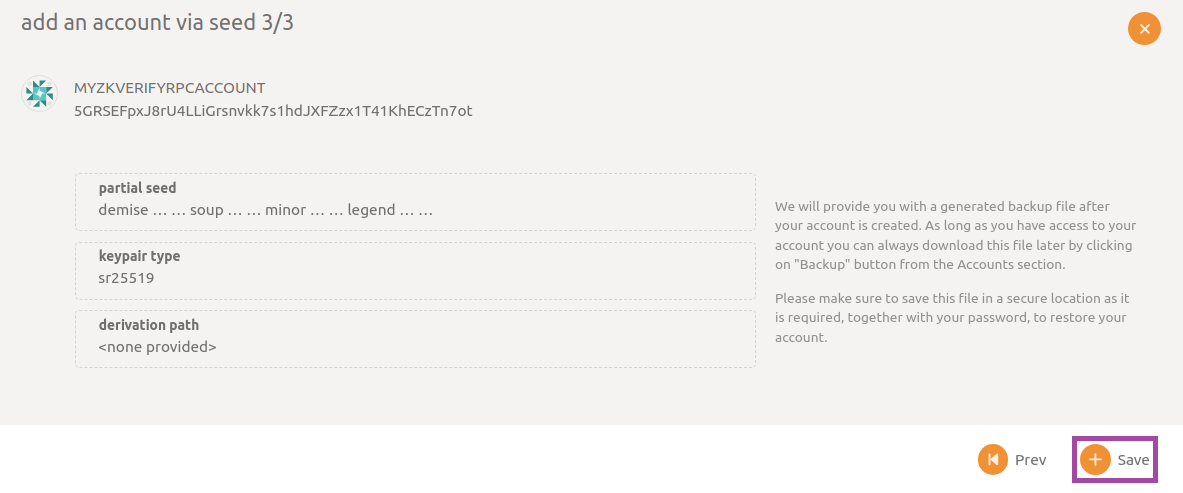 add an account via seed 3/3
MYZKVERIFYRPCACCOUNT
5GRSEFpxJ8rU4LLiGrsnvkk7s1hdJXFZzx1T41KhECzTn7ot
partial seed
demise … … soup … … minor … … legend … …
keypair type
sr25519
derivation path
<none provided>
We will provide you with a generated backup file after
your account is created. As long as you have access to your
account you can always download this file later by clicking
on "Backup" button from the Accounts section.
Please make sure to save this file in a secure location as it
is required, together with your password, to restore your
account.
Prev
Save